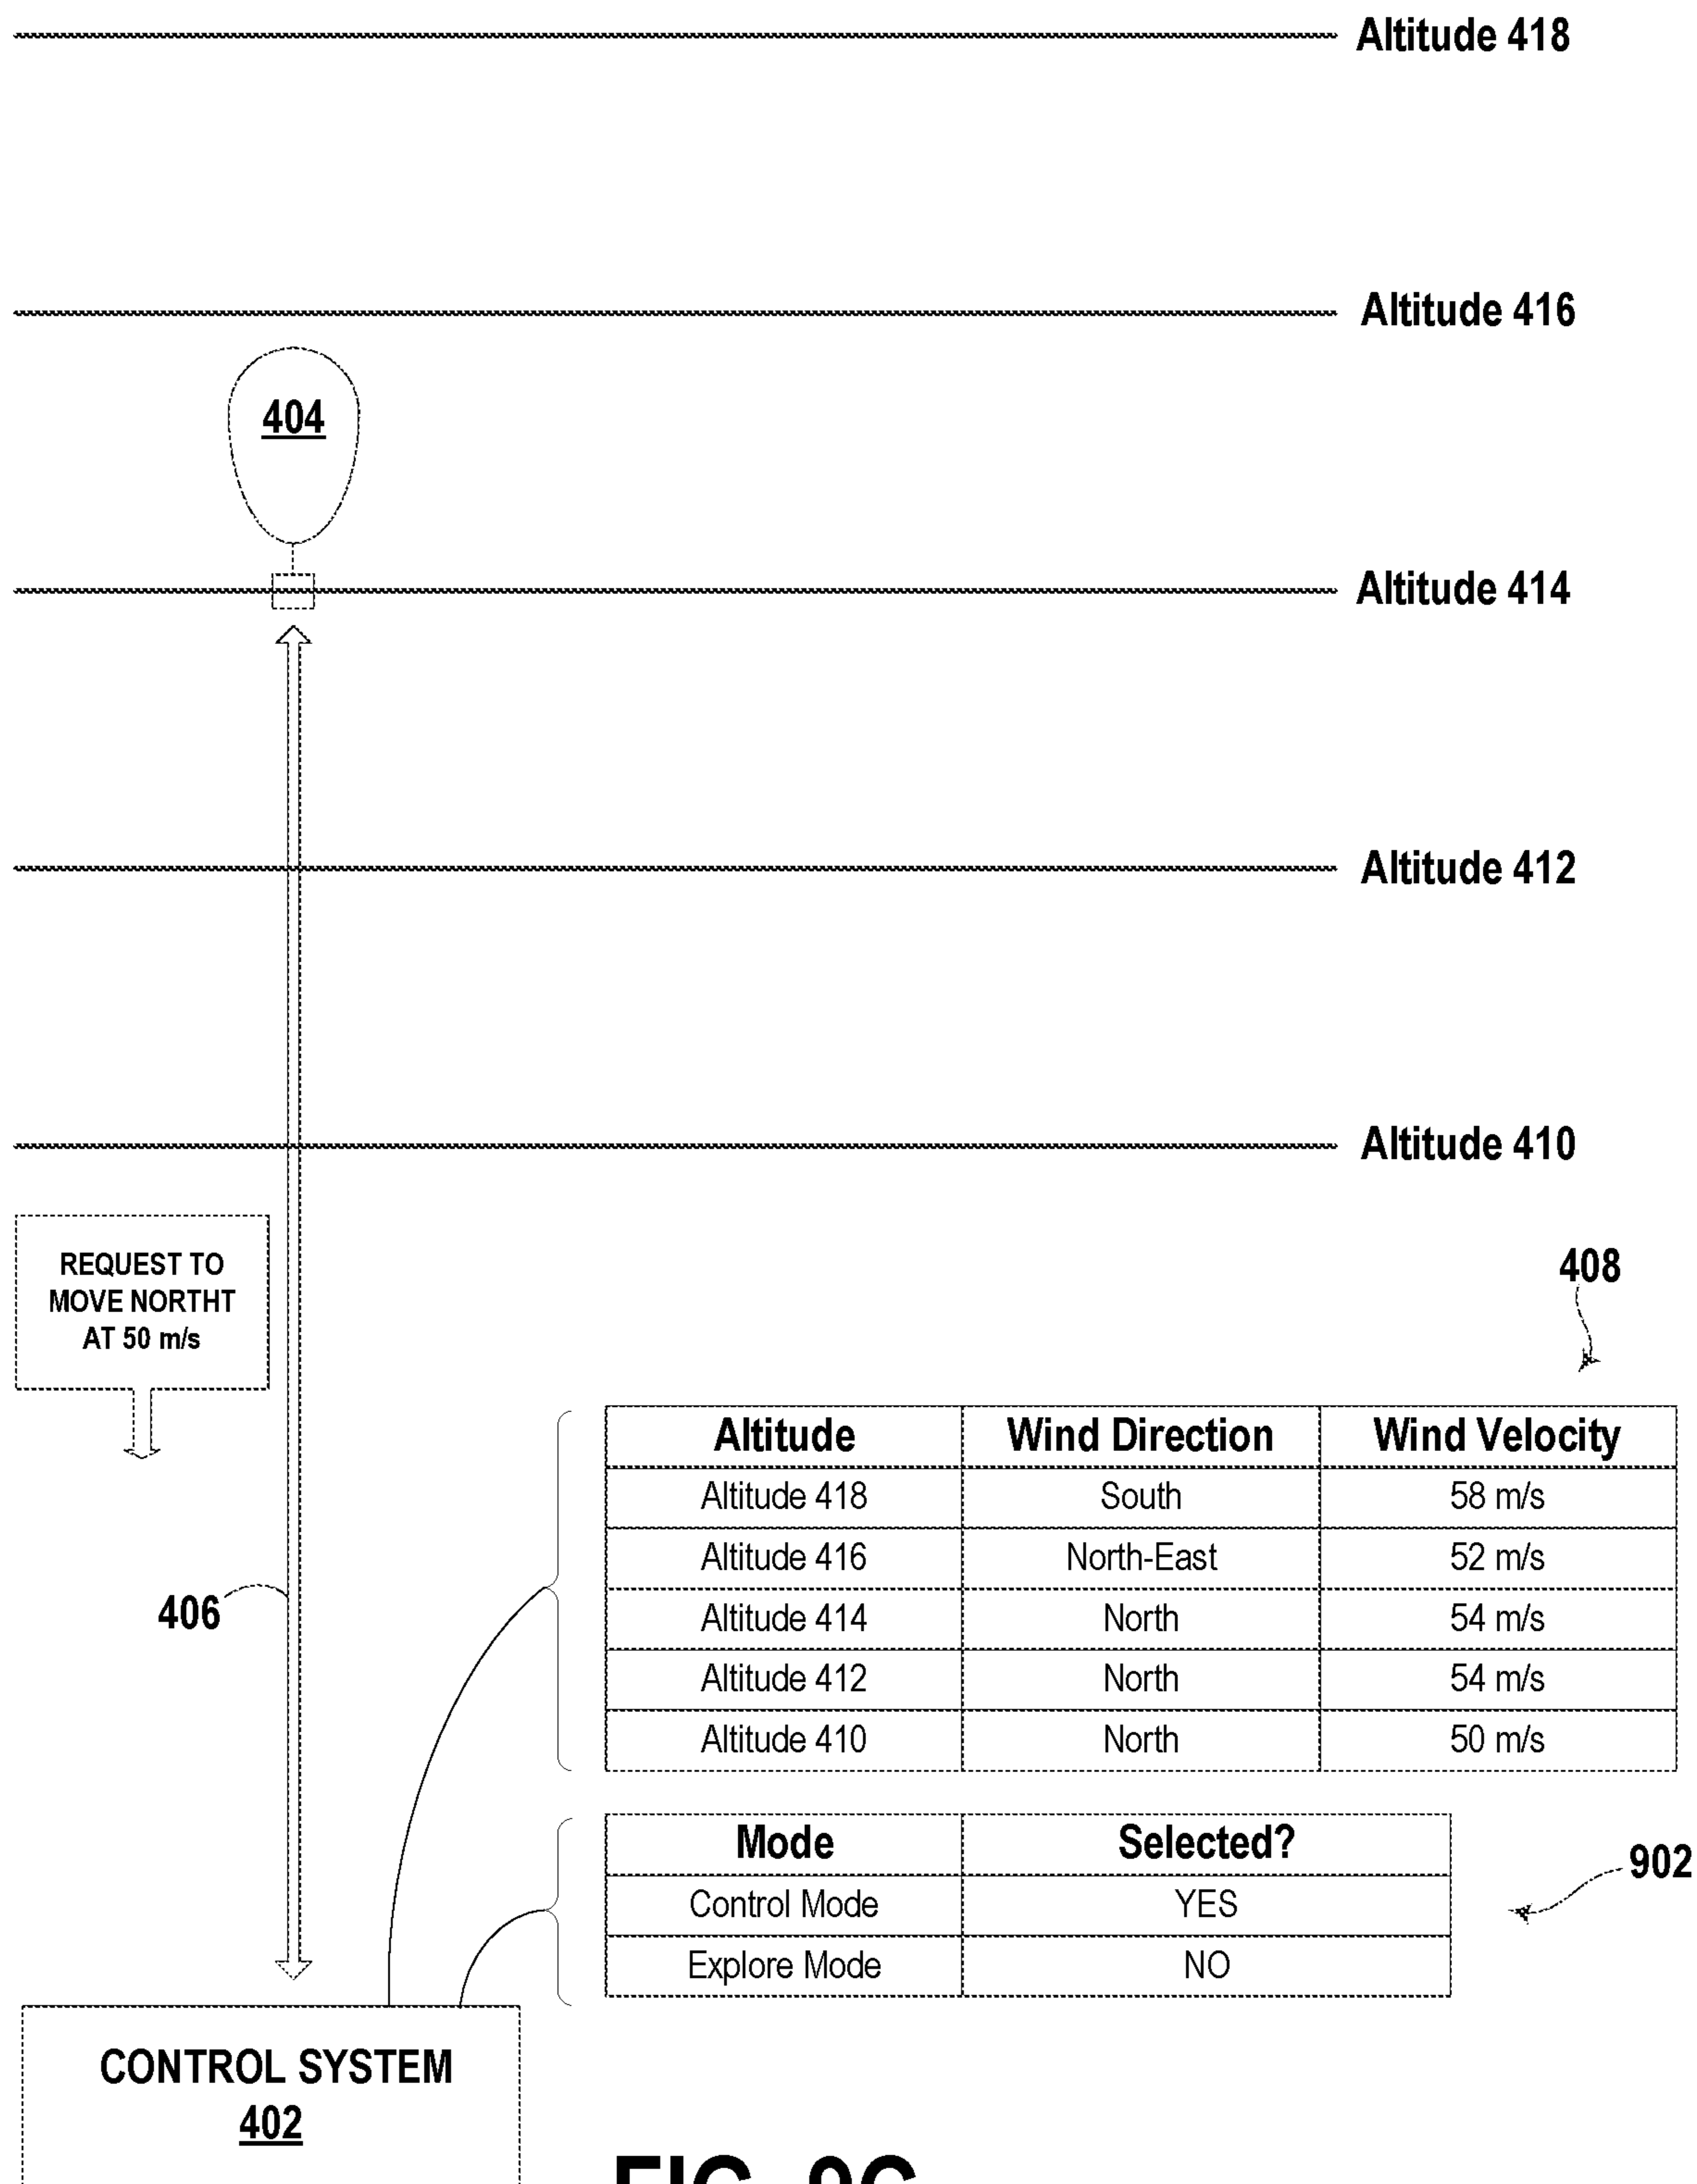 Altitude 418
Altitude 416
404
Altitude 414
Altitude 412
Altitude 410
REQUEST TO
MOVE NORTHT
AT 50 m/s
408
Altitude Wind Direction Wind Velocity
Altitude 418 South 58 m/s
Altitude 416 North-East 52 m/s
Altitude 414 North 54 m/s
Altitude 412 North 54 m/s
Altitude 410 North 50 m/s
406
Mode Selected?
Control Mode YES
Explore Mode NO
902
CONTROL SYSTEM
402
FIG. 9C